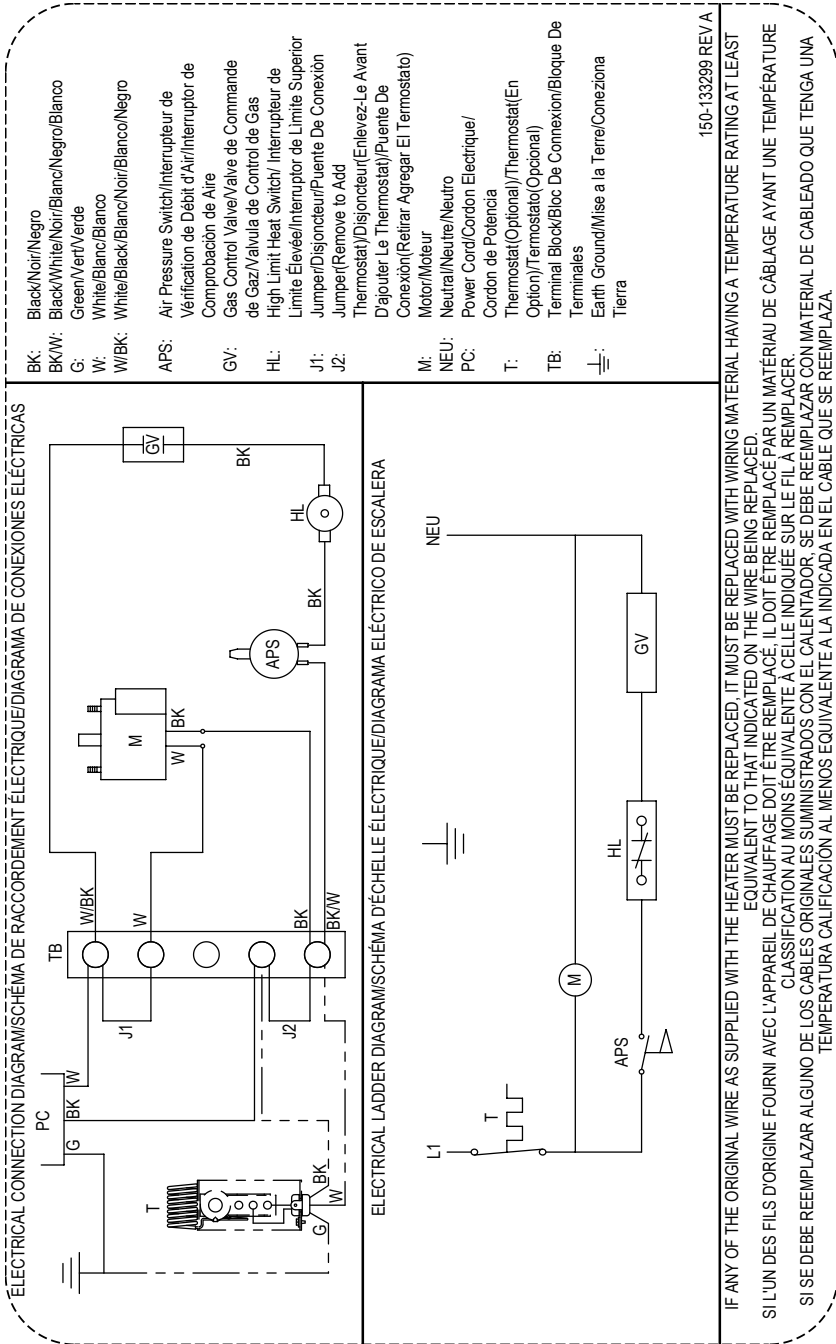 ELECTRICAL CONNECTION DIAGRAM/SCHÉMA DE RACCORDEMENT ÉLECTRIQUE/DIAGRAMA DE CONEXIONES ELÉCTRICAS
PC
G
BK
W
TB
J1
J2
W/BK
W
BK
BK/W
T
G
BK
W
M
W
BK
APS
BK
HL
BK
GV
ELECTRICAL LADDER DIAGRAM/SCHÉMA D'ÉCHELLE ÉLECTRIQUE/DIAGRAMA ELÉCTRICO DE ESCALERA
L1
NEU
T
M
APS
HL
GV
BK: Black/Noir/Negro
BK/W: Black/White/Noir/Blanc/Negro/Blanco
G: Green/Vert/Verde
W: White/Blanc/Blanco
W/BK: White/Black/Blanc/Noir/Blanco/Negro
APS: Air Pressure Switch/Interrupteur de
Vérification de Débit d'Air/Interruptor de
Comprobaciòn de Aire
GV: Gas Control Valve/Valve de Commande
de Gaz/Valvula de Control de Gas
HL: High Limit Heat Switch/ Interrupteur de
Limite Élevée/Interruptor de Lìmite Superior
J1: Jumper/Disjoncteur/Puente De Conexiòn
J2: Jumper(Remove to Add
Thermostat)/Disjoncteur(Enlevez-Le Avant
D'ajouter Le Thermostat)/Puente De
Conexiòn(Retirar Agregar El Termostato)
M: Motor/Moteur
NEU: Neutral/Neutre/Neutro
PC: Power Cord/Cordon Electrique/
Cordon de Potencia
T: Thermostat(Optional)/Thermostat(En
Option)/Termostato(Opcional)
TB: Terminal Block/Bloc De Connexion/Bloque De
Terminales
: Earth Ground/Mise a la Terre/Coneziona
Tierra
150-133299 REV A
IF ANY OF THE ORIGINAL WIRE AS SUPPLIED WITH THE HEATER MUST BE REPLACED, IT MUST BE REPLACED WITH WIRING MATERIAL HAVING A TEMPERATURE RATING AT LEAST
EQUIVALENT TO THAT INDICATED ON THE WIRE BEING REPLACED.
SI L'UN DES FILS D'ORIGINE FOURNI AVEC L'APPAREIL DE CHAUFFAGE DOIT ÊTRE REMPLACÉ, IL DOIT ÊTRE REMPLACÉ PAR UN MATÉRIAU DE CÂBLAGE AYANT UNE TEMPÉRATURE
CLASSIFICATION AU MOINS ÉQUIVALENTE À CELLE INDIQUÉE SUR LE FIL À REMPLACER.
SI SE DEBE REEMPLAZAR ALGUNO DE LOS CABLES ORIGINALES SUMINISTRADOS CON EL CALENTADOR, SE DEBE REEMPLAZAR CON MATERIAL DE CABLEADO QUE TENGA UNA
TEMPERATURA CALIFICACIÓN AL MENOS EQUIVALENTE A LA INDICADA EN EL CABLE QUE SE REEMPLAZA.